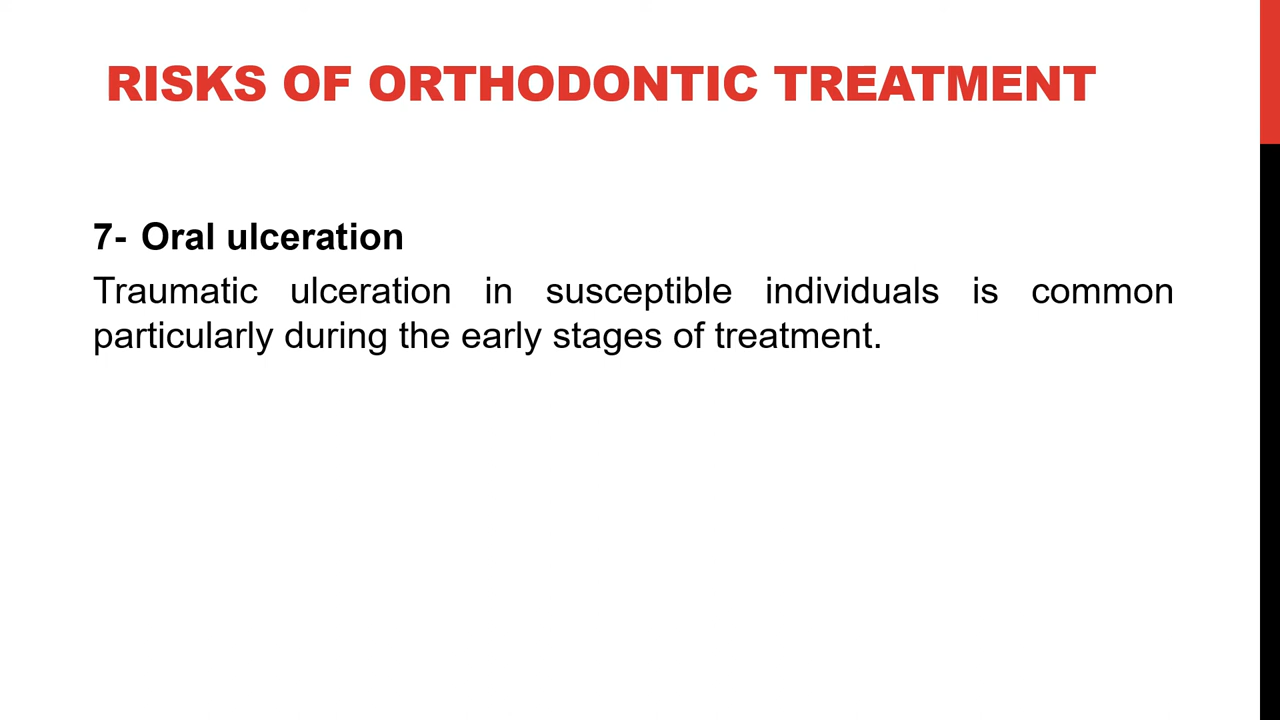 RISKS OF ORTHODONTIC TREATMENT
7- Oral ulceration
Traumatic ulceration in susceptible individuals is common
particularly during the early stages of treatment.